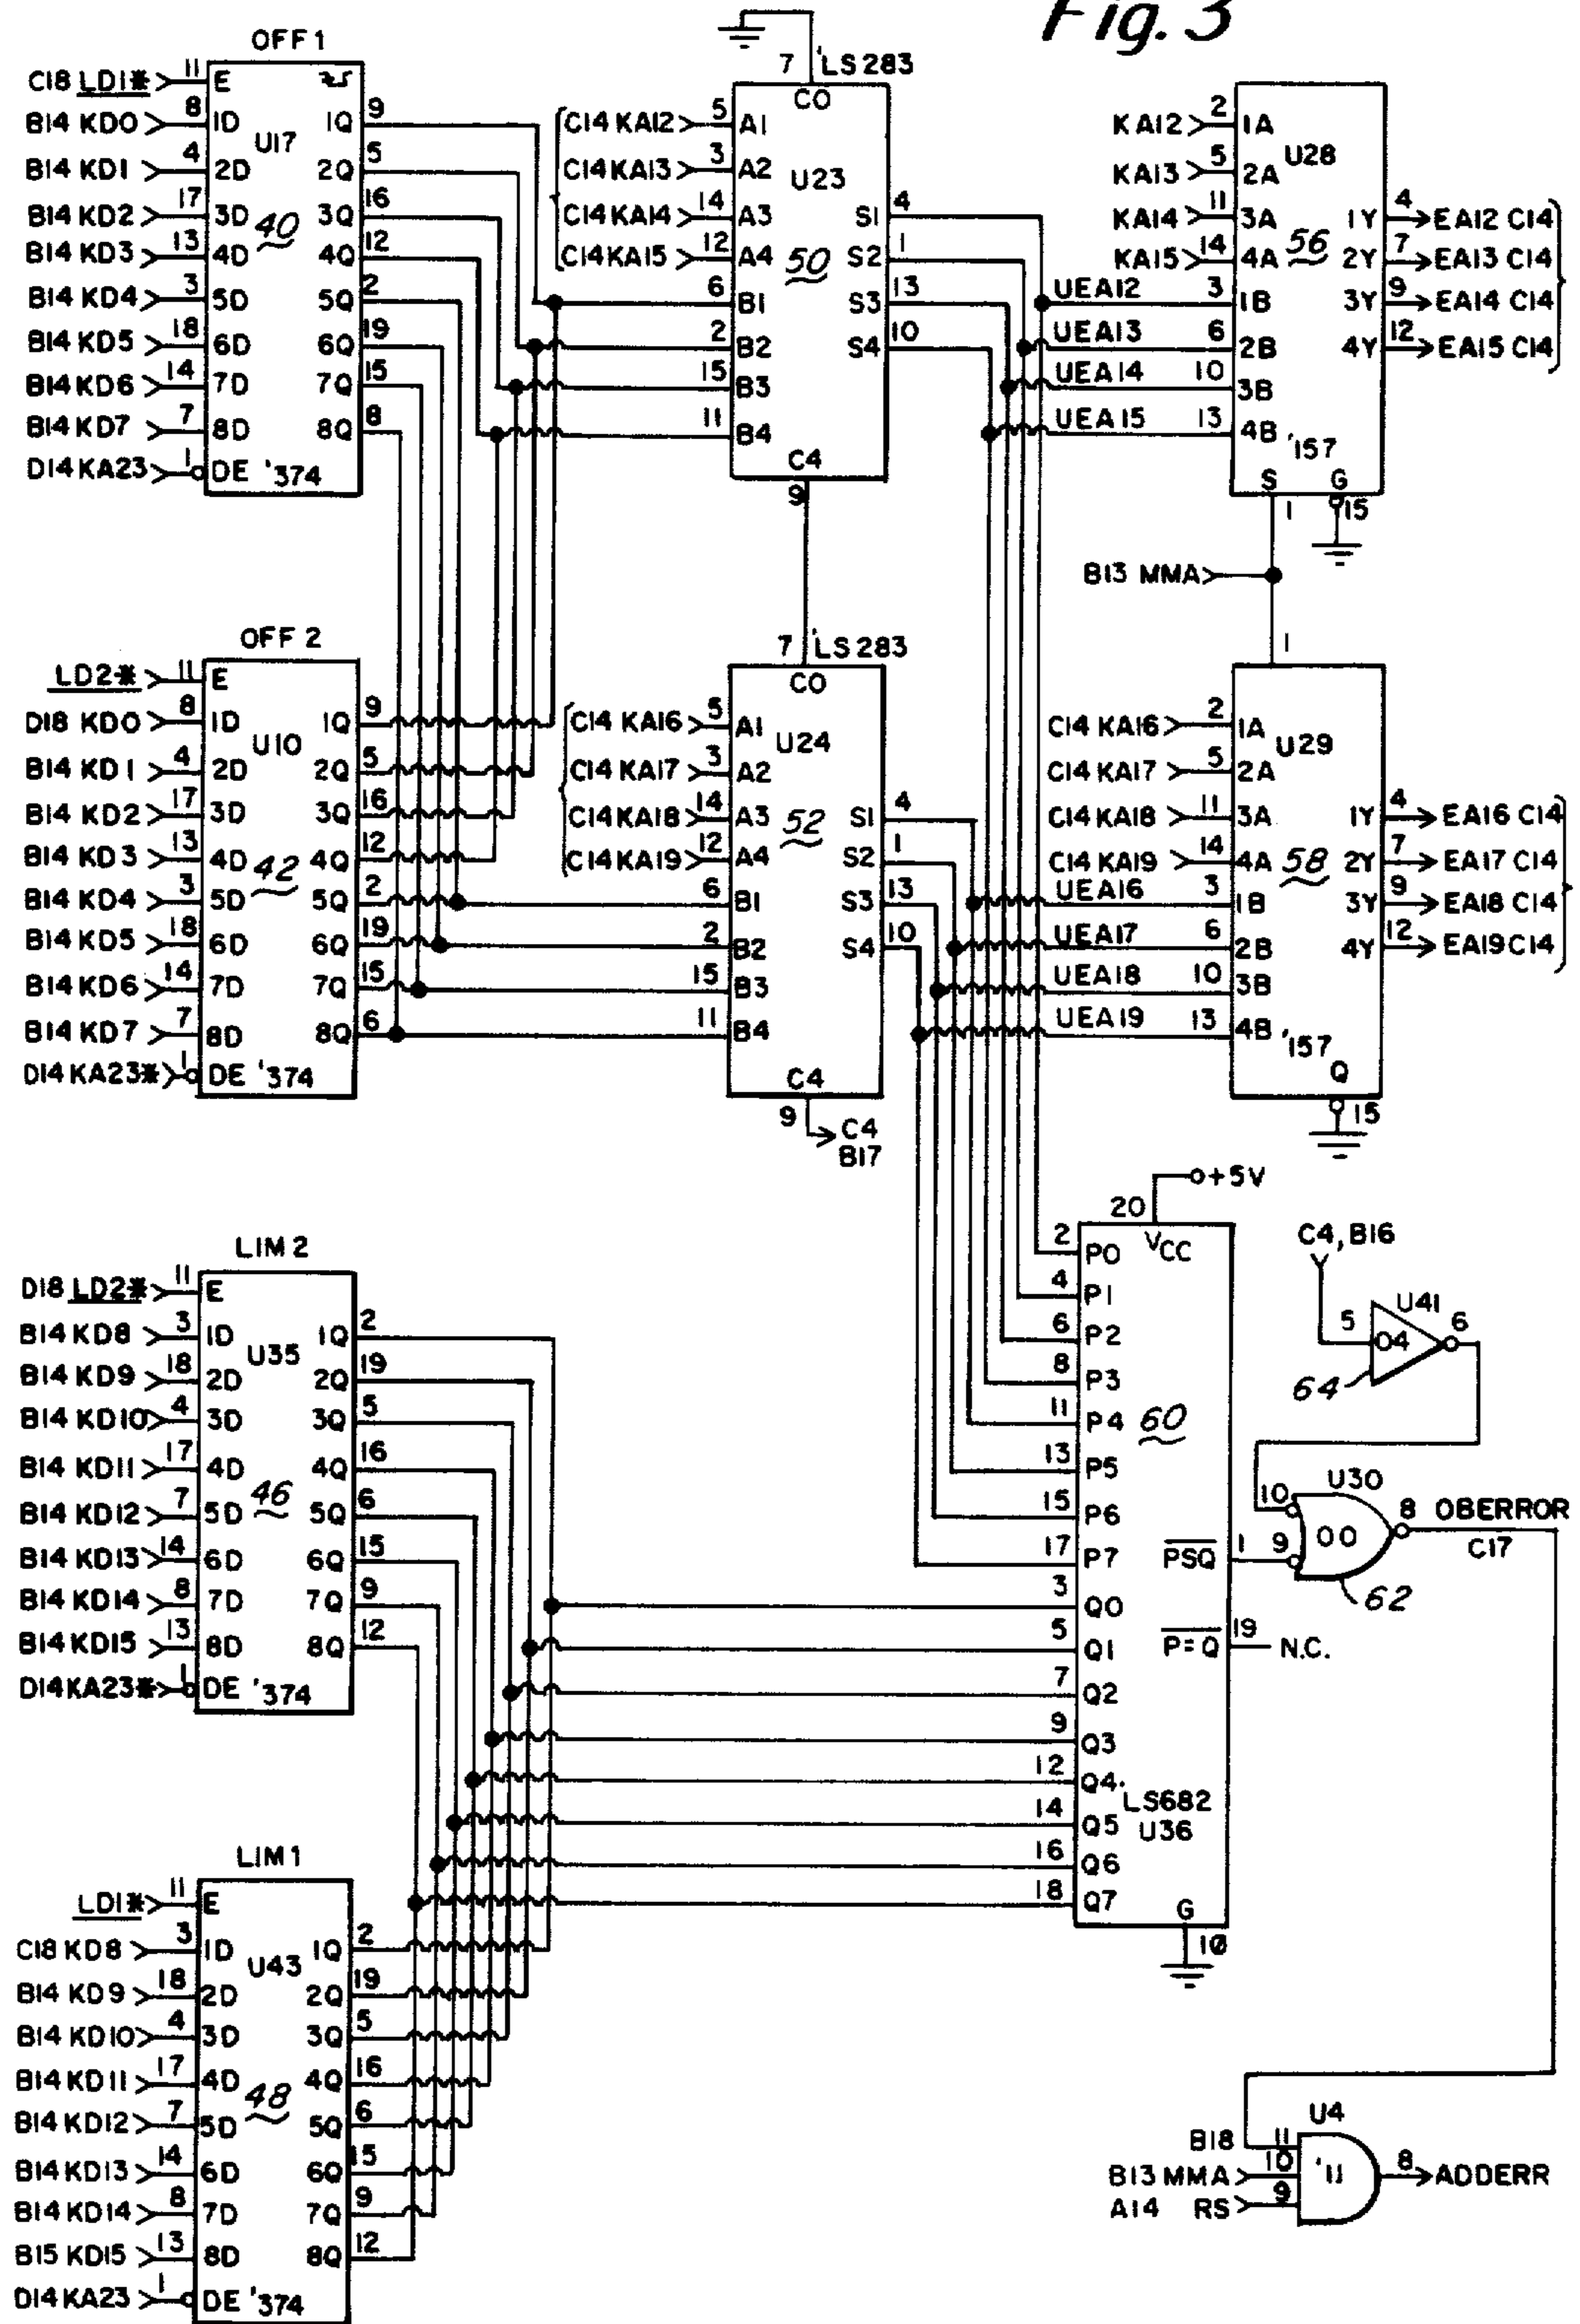 Fig. 3
OFF 1
C18 LD1* 11 E
B14 KD0 8 1D 1Q 9
U17
B14 KD1 4 2D 2Q 5
B14 KD2 17 3D 3Q 16
40
B14 KD3 13 4D 4Q 12
B14 KD4 3 5D 5Q 2
B14 KD5 18 6D 6Q 19
B14 KD6 14 7D 7Q 15
B14 KD7 7 8D 8Q 8
D14 KA23 1 DE '374
7 'LS283
C0
C14 KA12 5 A1
C14 KA13 3 A2
U23
C14 KA14 14 A3 S1 4
C14 KA15 12 A4 50 S2 1
6 B1 S3 13
2 B2 S4 10
15 B3
11 B4
C4
9
KA12 2 1A
U28
KA13 5 2A
KA14 11 3A 1Y 4 EA12 C14
KA15 14 4A 56 2Y 7 EA13 C14
UEA12 3 1B 3Y 9 EA14 C14
UEA13 6 2B 4Y 12 EA15 C14
UEA14 10 3B
UEA15 13 4B '157
S G
1 15
B13 MMA
1
OFF 2
LD2* 11 E
D18 KD0 8 1D 1Q 9
U10
B14 KD1 4 2D 2Q 5
B14 KD2 17 3D 3Q 16
B14 KD3 13 4D 4Q 12
42
B14 KD4 3 5D 5Q 2
B14 KD5 18 6D 6Q 19
B14 KD6 14 7D 7Q 15
B14 KD7 7 8D 8Q 6
D14 KA23* 1 DE '374
7 'LS283
C0
C14 KA16 5 A1
U24
C14 KA17 3 A2
C14 KA18 14 A3 52 S1 4
C14 KA19 12 A4 S2 1
6 B1 S3 13
2 B2 S4 10
15 B3
11 B4
C4
9 C4
B17
C14 KA16 2 1A
U29
C14 KA17 5 2A
C14 KA18 11 3A 1Y 4 EA16 C14
C14 KA19 14 4A 58 2Y 7 EA17 C14
UEA16 3 1B 3Y 9 EA18 C14
UEA17 6 2B 4Y 12 EA19 C14
UEA18 10 3B
UEA19 13 4B '157
Q
15
LIM 2
D18 LD2* 11 E
B14 KD8 3 1D 1Q 2
U35
B14 KD9 18 2D 2Q 19
B14 KD10 4 3D 3Q 5
B14 KD11 17 4D 4Q 16
46
B14 KD12 7 5D 5Q 6
B14 KD13 14 6D 6Q 15
B14 KD14 8 7D 7Q 9
B14 KD15 13 8D 8Q 12
D14 KA23* 1 DE '374
+5V
20
VCC
2 P0
4 P1
6 P2
8 P3
11 P4 60
13 P5
15 P6
17 P7 PSQ 1
3 Q0
5 Q1 P=Q 19 N.C.
7 Q2
9 Q3
12 Q4
LS682
14 Q5 U36
16 Q6
18 Q7
G
10
C4, B16
U41
5 04 6
64
U30
10 00 8 OBERROR
9 C17
62
LIM 1
LD1* 11 E
C18 KD8 3 1D 1Q 2
U43
B14 KD9 18 2D 2Q 19
B14 KD10 4 3D 3Q 5
B14 KD11 17 4D 4Q 16
48
B14 KD12 7 5D 5Q 6
B14 KD13 14 6D 6Q 15
B14 KD14 8 7D 7Q 9
B15 KD15 13 8D 8Q 12
D14 KA23 1 DE '374
U4
B18 11
B13 MMA 10 '11 8 ADDERR
A14 RS 9